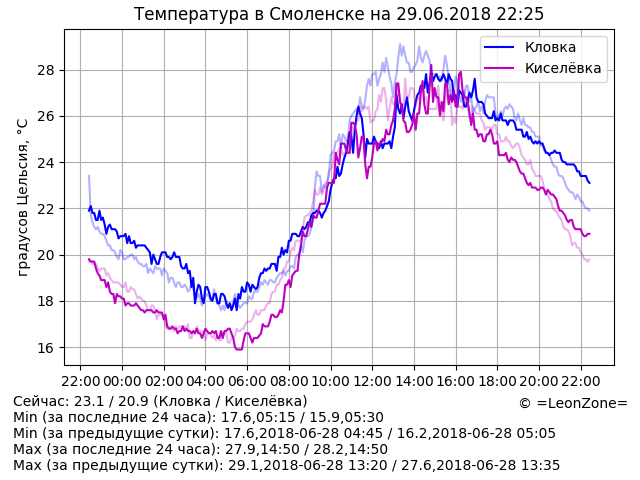 Температура в Смоленске на 29.06.2018 22:25
Кловка
Киселёвка
градусов Цельсия, °C
28
26
24
22
20
18
16
22:00 00:00 02:00 04:00 06:00 08:00 10:00 12:00 14:00 16:00 18:00 20:00 22:00
Сейчас: 23.1 / 20.9 (Кловка / Киселёвка)
© =LeonZone=
Min (за последние 24 часа): 17.6,05:15 / 15.9,05:30
Min (за предыдущие сутки): 17.6,2018-06-28 04:45 / 16.2,2018-06-28 05:05
Max (за последние 24 часа): 27.9,14:50 / 28.2,14:50
Max (за предыдущие сутки): 29.1,2018-06-28 13:20 / 27.6,2018-06-28 13:35